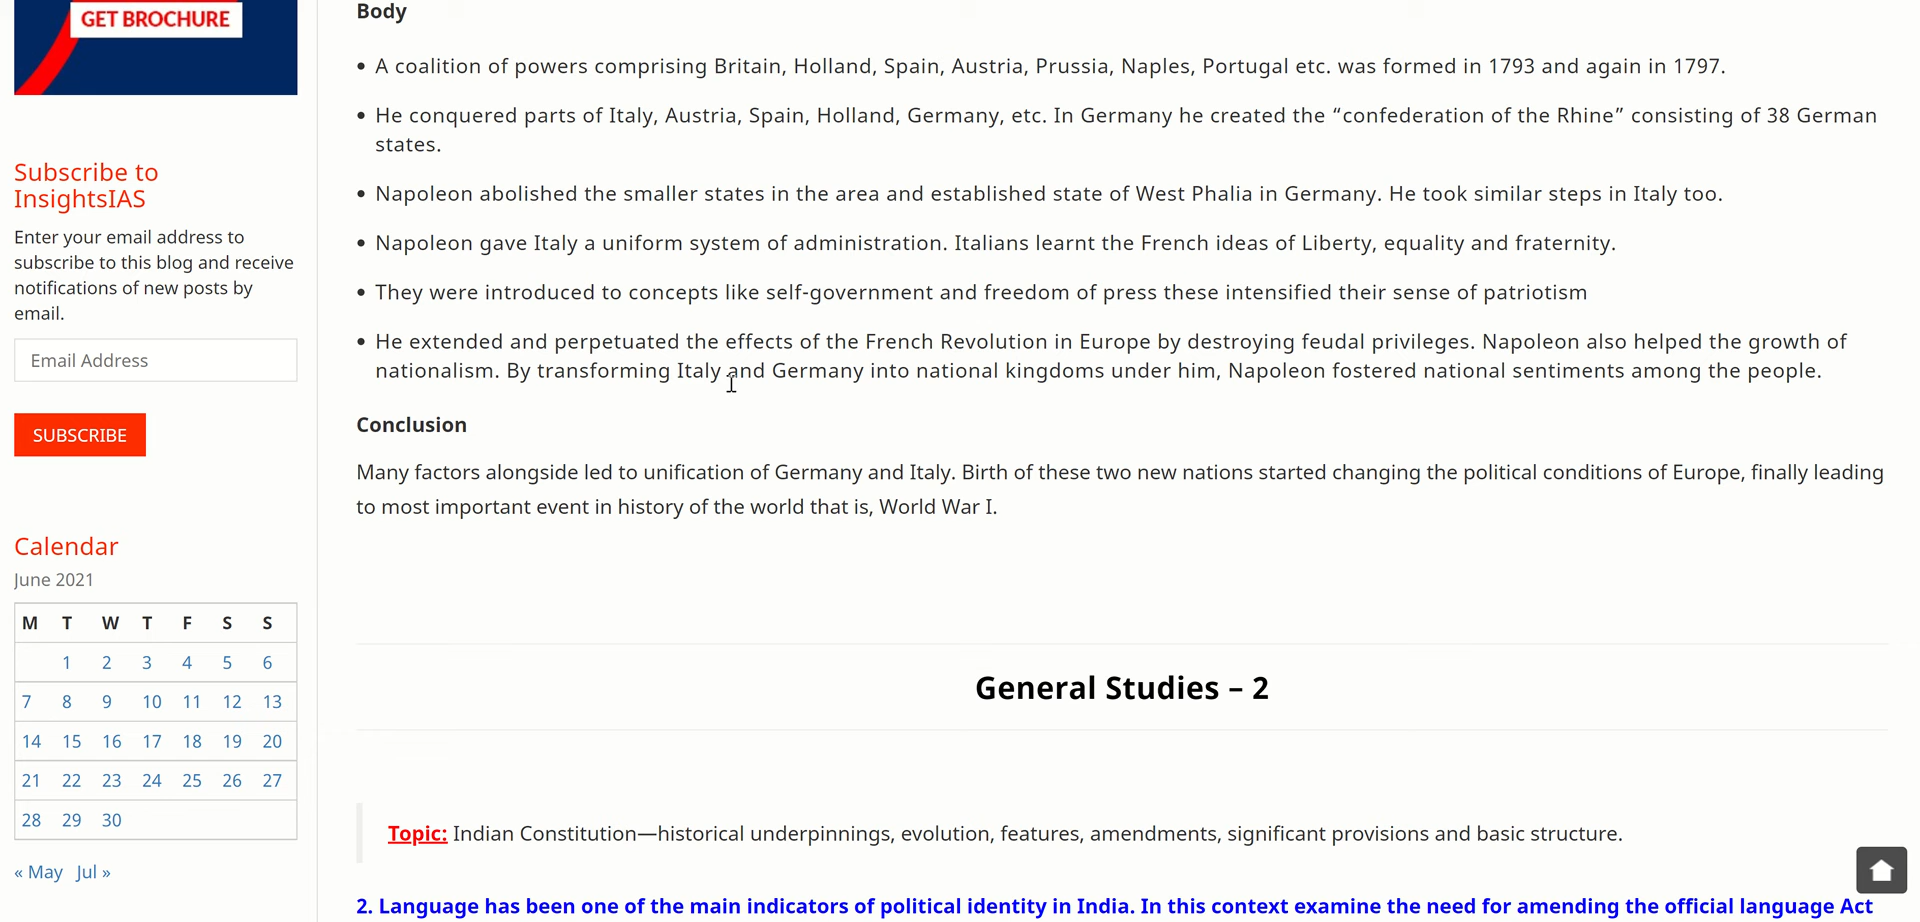 GET BROCHURE
Subscribe to
InsightsIAS
Enter your email address to
subscribe to this blog and receive
notifications of new posts by
email.
Email Address
SUBSCRIBE
Calendar
June 2021
M T W T F S S
1 2 3 4 5 6
7 8 9 10 11 12 13
14 15 16 17 18 19 20
21 22 23 24 25 26 27
28 29 30
« May Jul »
Body
• A coalition of powers comprising Britain, Holland, Spain, Austria, Prussia, Naples, Portugal etc. was formed in 1793 and again in 1797.
• He conquered parts of Italy, Austria, Spain, Holland, Germany, etc. In Germany he created the “confederation of the Rhine” consisting of 38 German
states.
• Napoleon abolished the smaller states in the area and established state of West Phalia in Germany. He took similar steps in Italy too.
• Napoleon gave Italy a uniform system of administration. Italians learnt the French ideas of Liberty, equality and fraternity.
• They were introduced to concepts like self-government and freedom of press these intensified their sense of patriotism
• He extended and perpetuated the effects of the French Revolution in Europe by destroying feudal privileges. Napoleon also helped the growth of
nationalism. By transforming Italy and Germany into national kingdoms under him, Napoleon fostered national sentiments among the people.
Conclusion
Many factors alongside led to unification of Germany and Italy. Birth of these two new nations started changing the political conditions of Europe, finally leading
to most important event in history of the world that is, World War I.
General Studies – 2
Topic: Indian Constitution—historical underpinnings, evolution, features, amendments, significant provisions and basic structure.
2. Language has been one of the main indicators of political identity in India. In this context examine the need for amending the official language Act